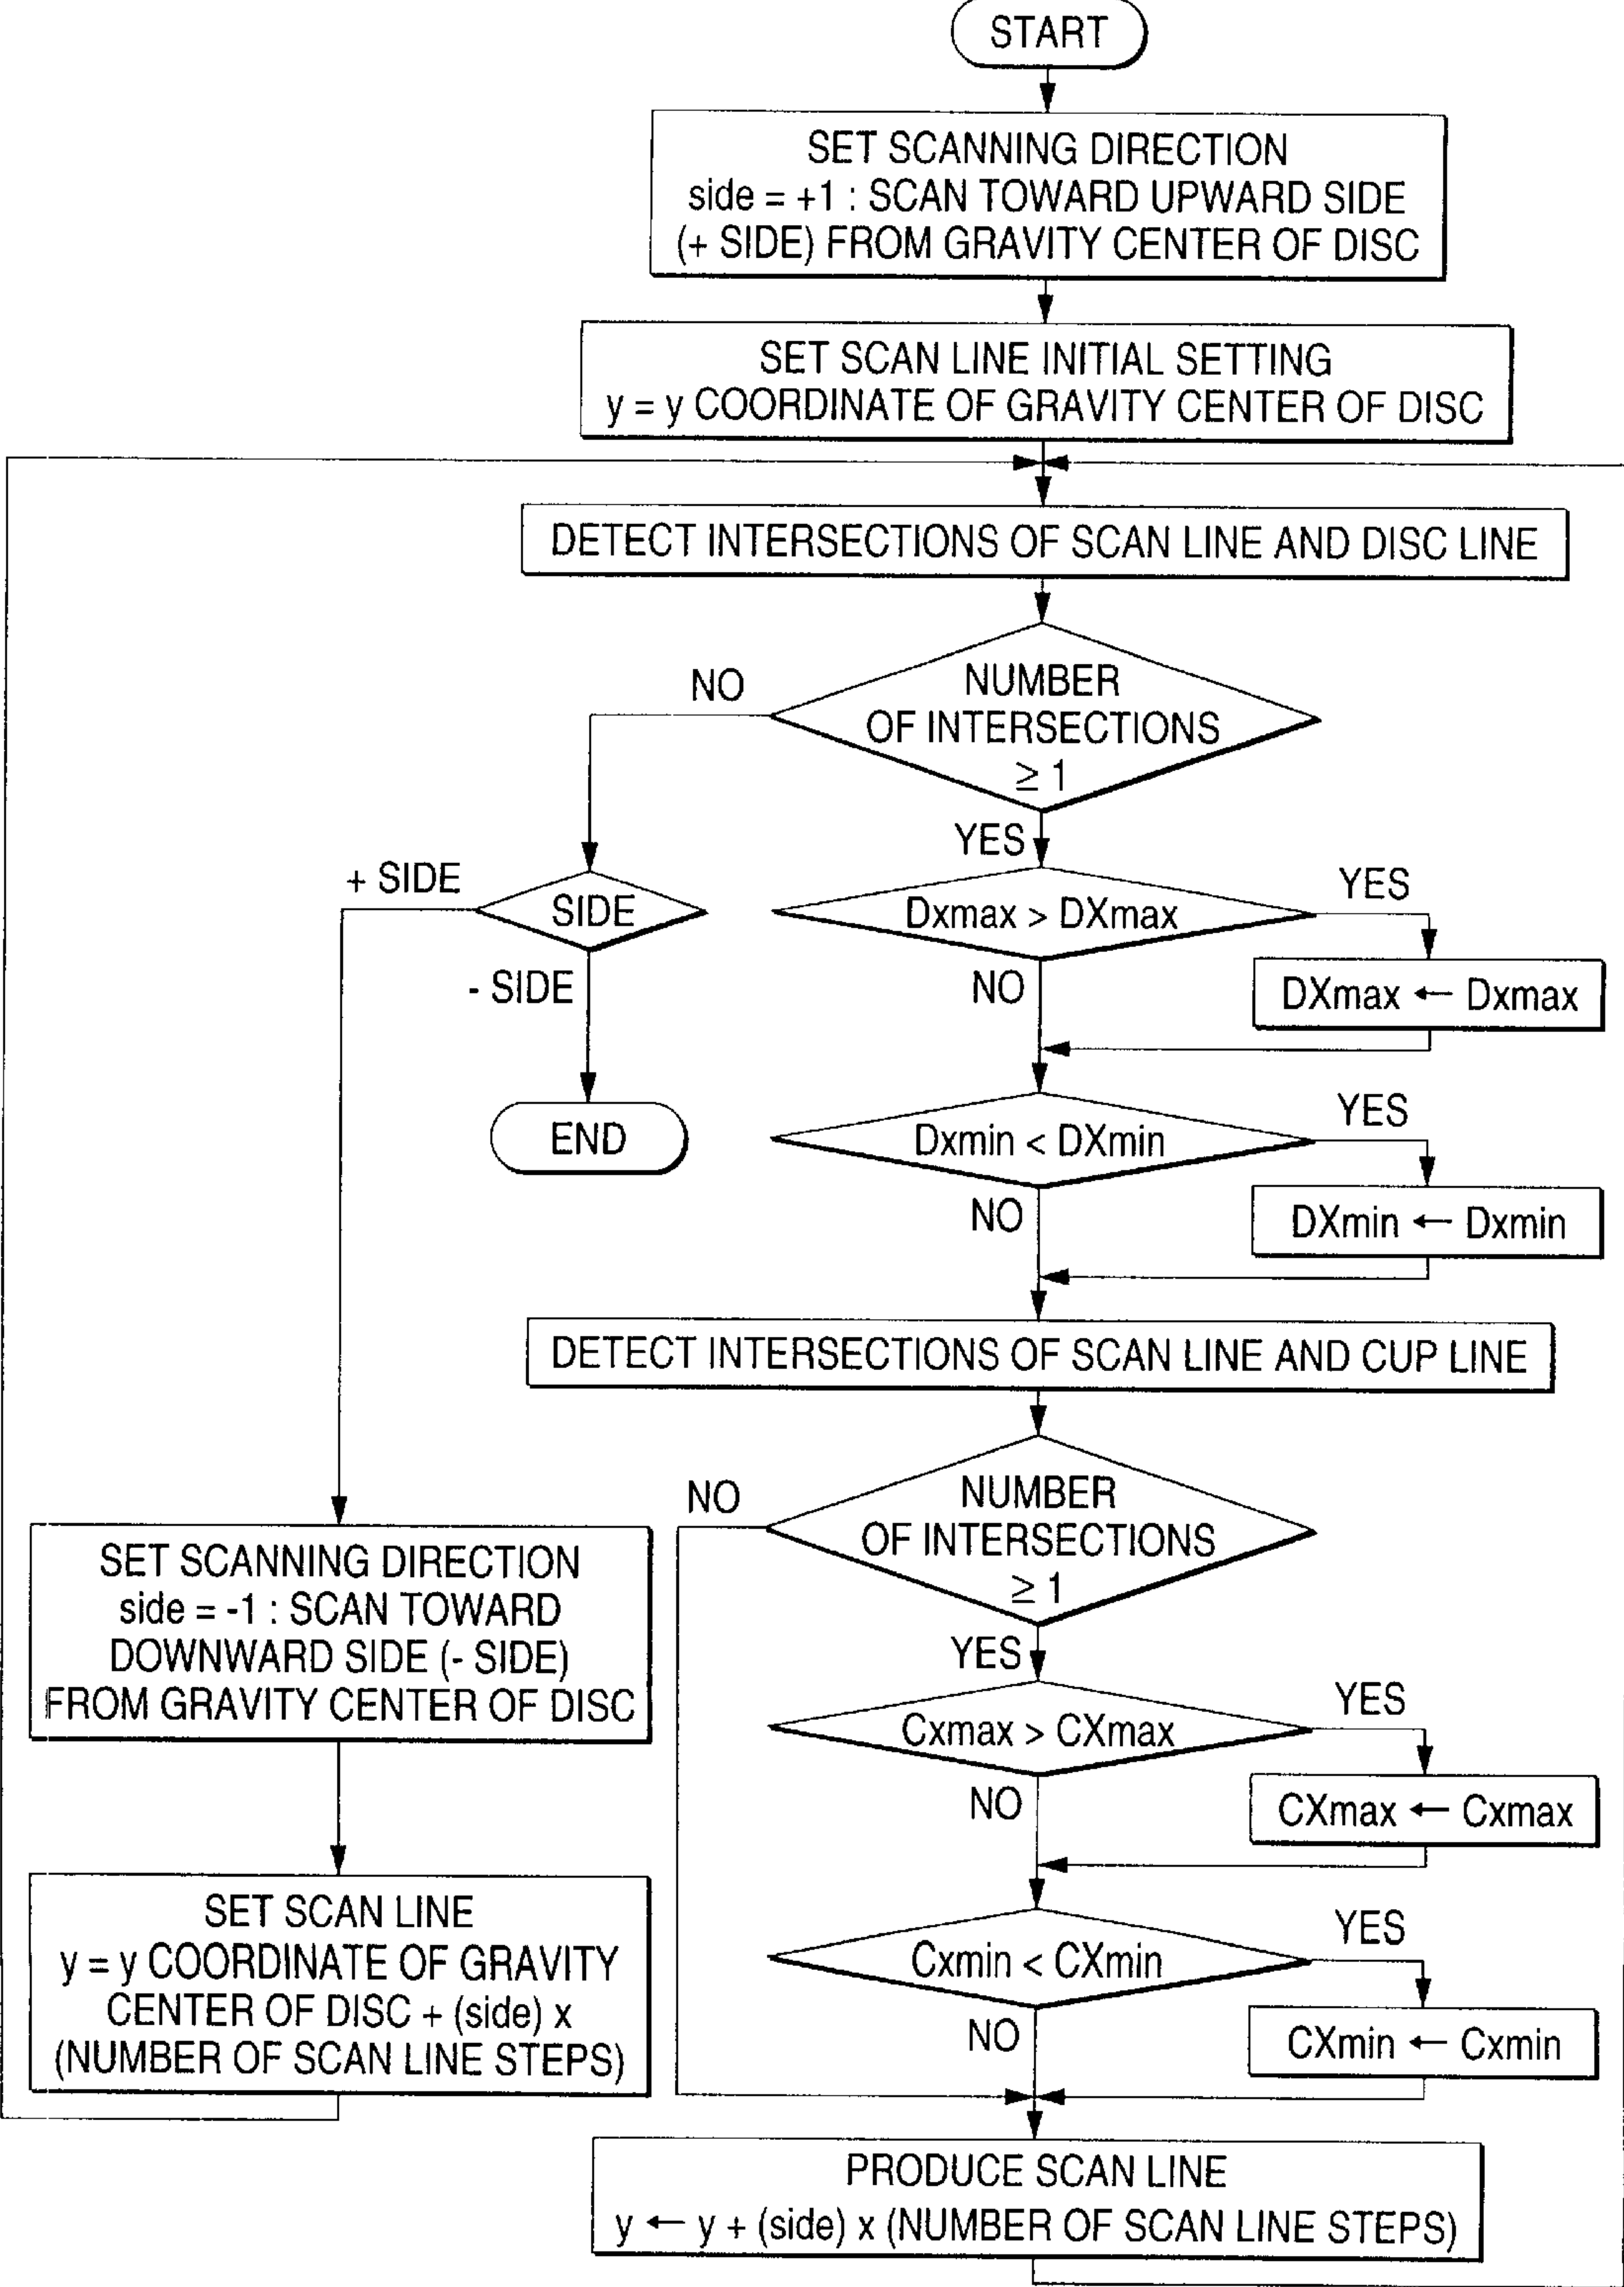 START
SET SCANNING DIRECTION
side = +1 : SCAN TOWARD UPWARD SIDE
(+ SIDE) FROM GRAVITY CENTER OF DISC
SET SCAN LINE INITIAL SETTING
y = y COORDINATE OF GRAVITY CENTER OF DISC
DETECT INTERSECTIONS OF SCAN LINE AND DISC LINE
NUMBER
OF INTERSECTIONS
≥ 1
NO
YES
SIDE
+ SIDE
- SIDE
END
Dxmax > DXmax
YES
NO
DXmax ← Dxmax
Dxmin < DXmin
YES
NO
DXmin ← Dxmin
DETECT INTERSECTIONS OF SCAN LINE AND CUP LINE
NUMBER
OF INTERSECTIONS
≥ 1
NO
YES
SET SCANNING DIRECTION
side = -1 : SCAN TOWARD
DOWNWARD SIDE (- SIDE)
FROM GRAVITY CENTER OF DISC
Cxmax > CXmax
YES
NO
CXmax ← Cxmax
SET SCAN LINE
y = y COORDINATE OF GRAVITY
CENTER OF DISC + (side) x
(NUMBER OF SCAN LINE STEPS)
Cxmin < CXmin
YES
NO
CXmin ← Cxmin
PRODUCE SCAN LINE
y ← y + (side) x (NUMBER OF SCAN LINE STEPS)